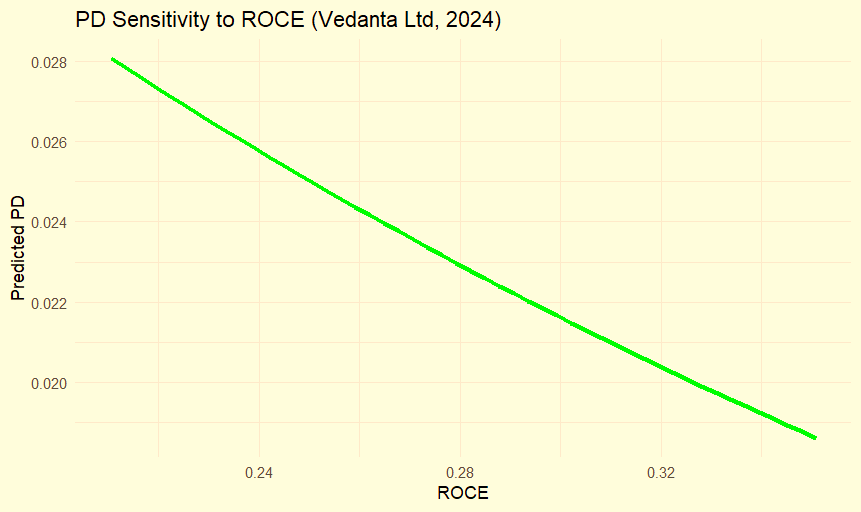 PD Sensitivity to ROCE (Vedanta Ltd, 2024)
0.028
0.026
0.024
0.022
0.020
Predicted PD
0.24 0.28 0.32
ROCE